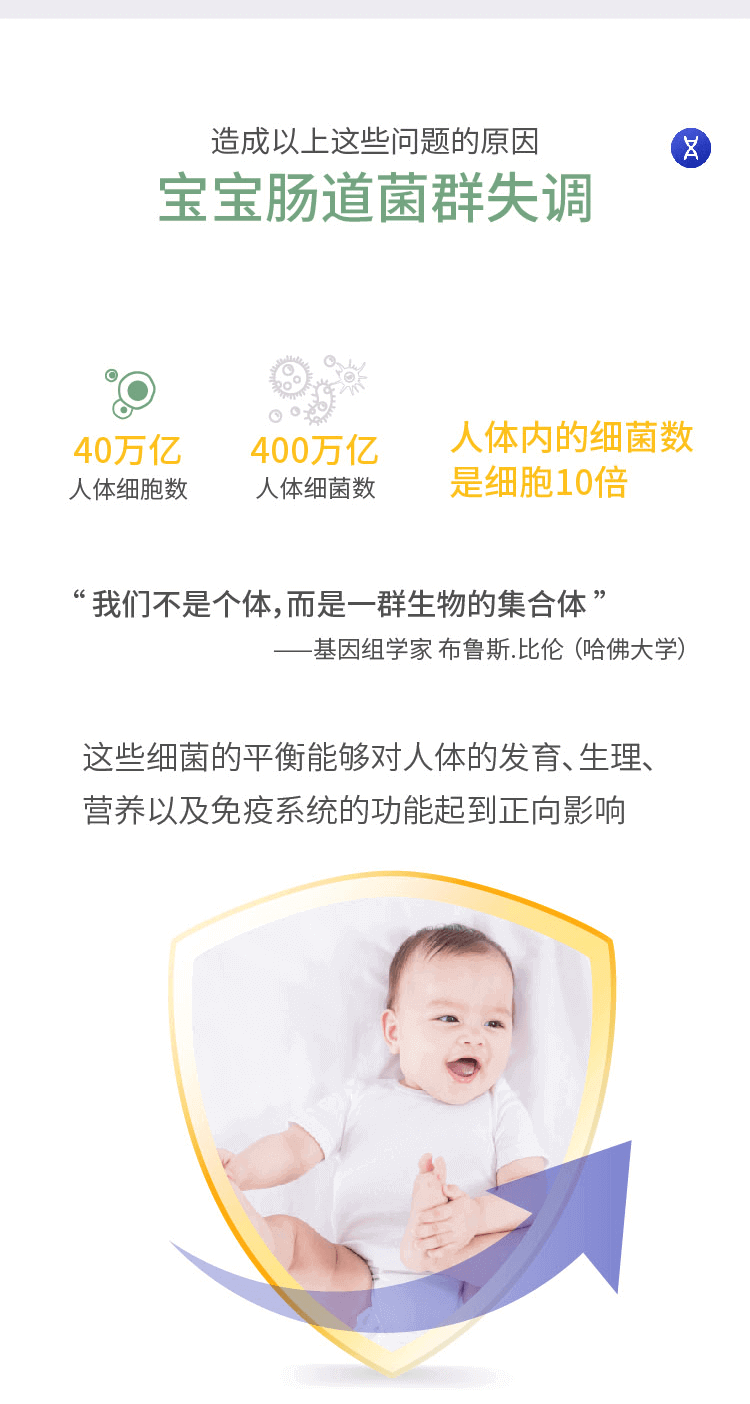 造成以上这些问题的原因
宝宝肠道菌群失调
40万亿
人体细胞数
400万亿
人体细菌数
人体内的细菌数
是细胞10倍
“ 我们不是个体,而是一群生物的集合体 ”
——基因组学家 布鲁斯.比伦（哈佛大学）
这些细菌的平衡能够对人体的发育、生理、
营养以及免疫系统的功能起到正向影响